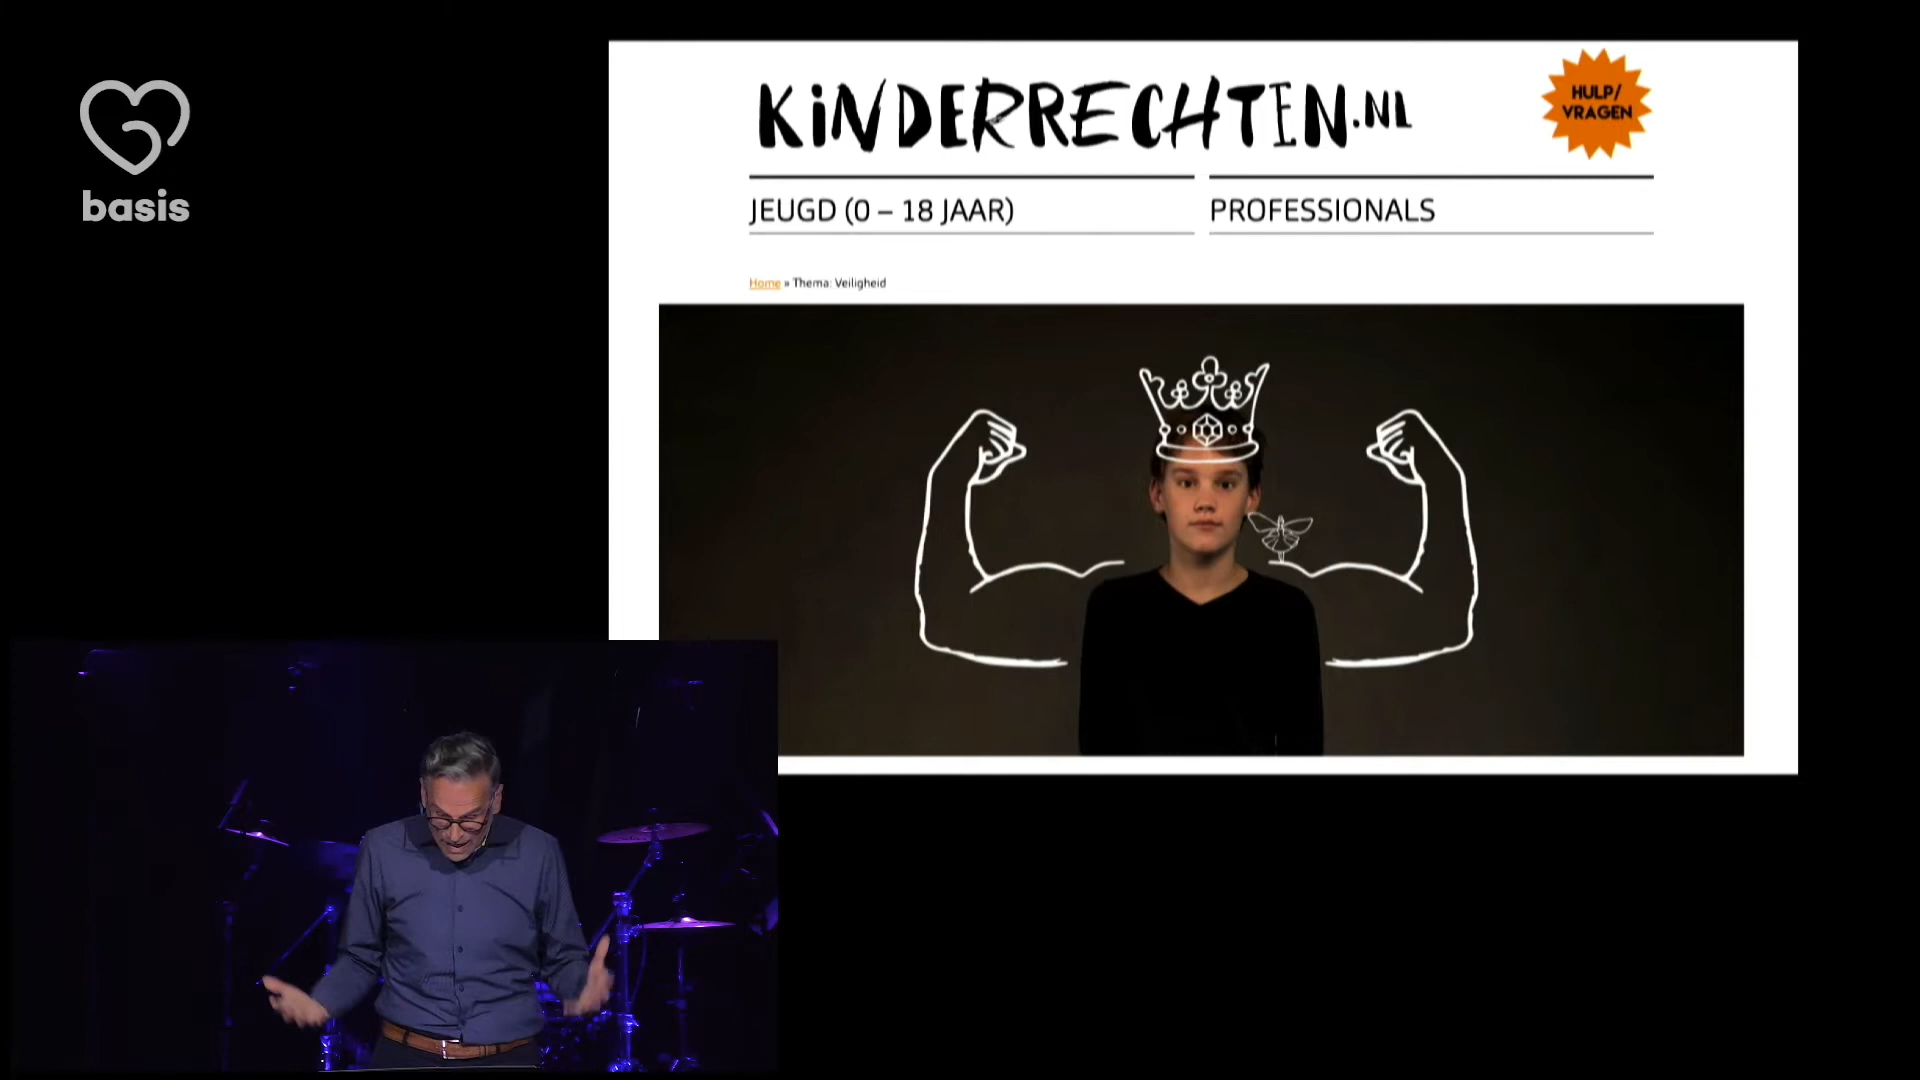 basis
KiNDERRECHTEN.NL
HULP/
VRAGEN
JEUGD (0 – 18 JAAR)
PROFESSIONALS
Home » Thema: Veiligheid